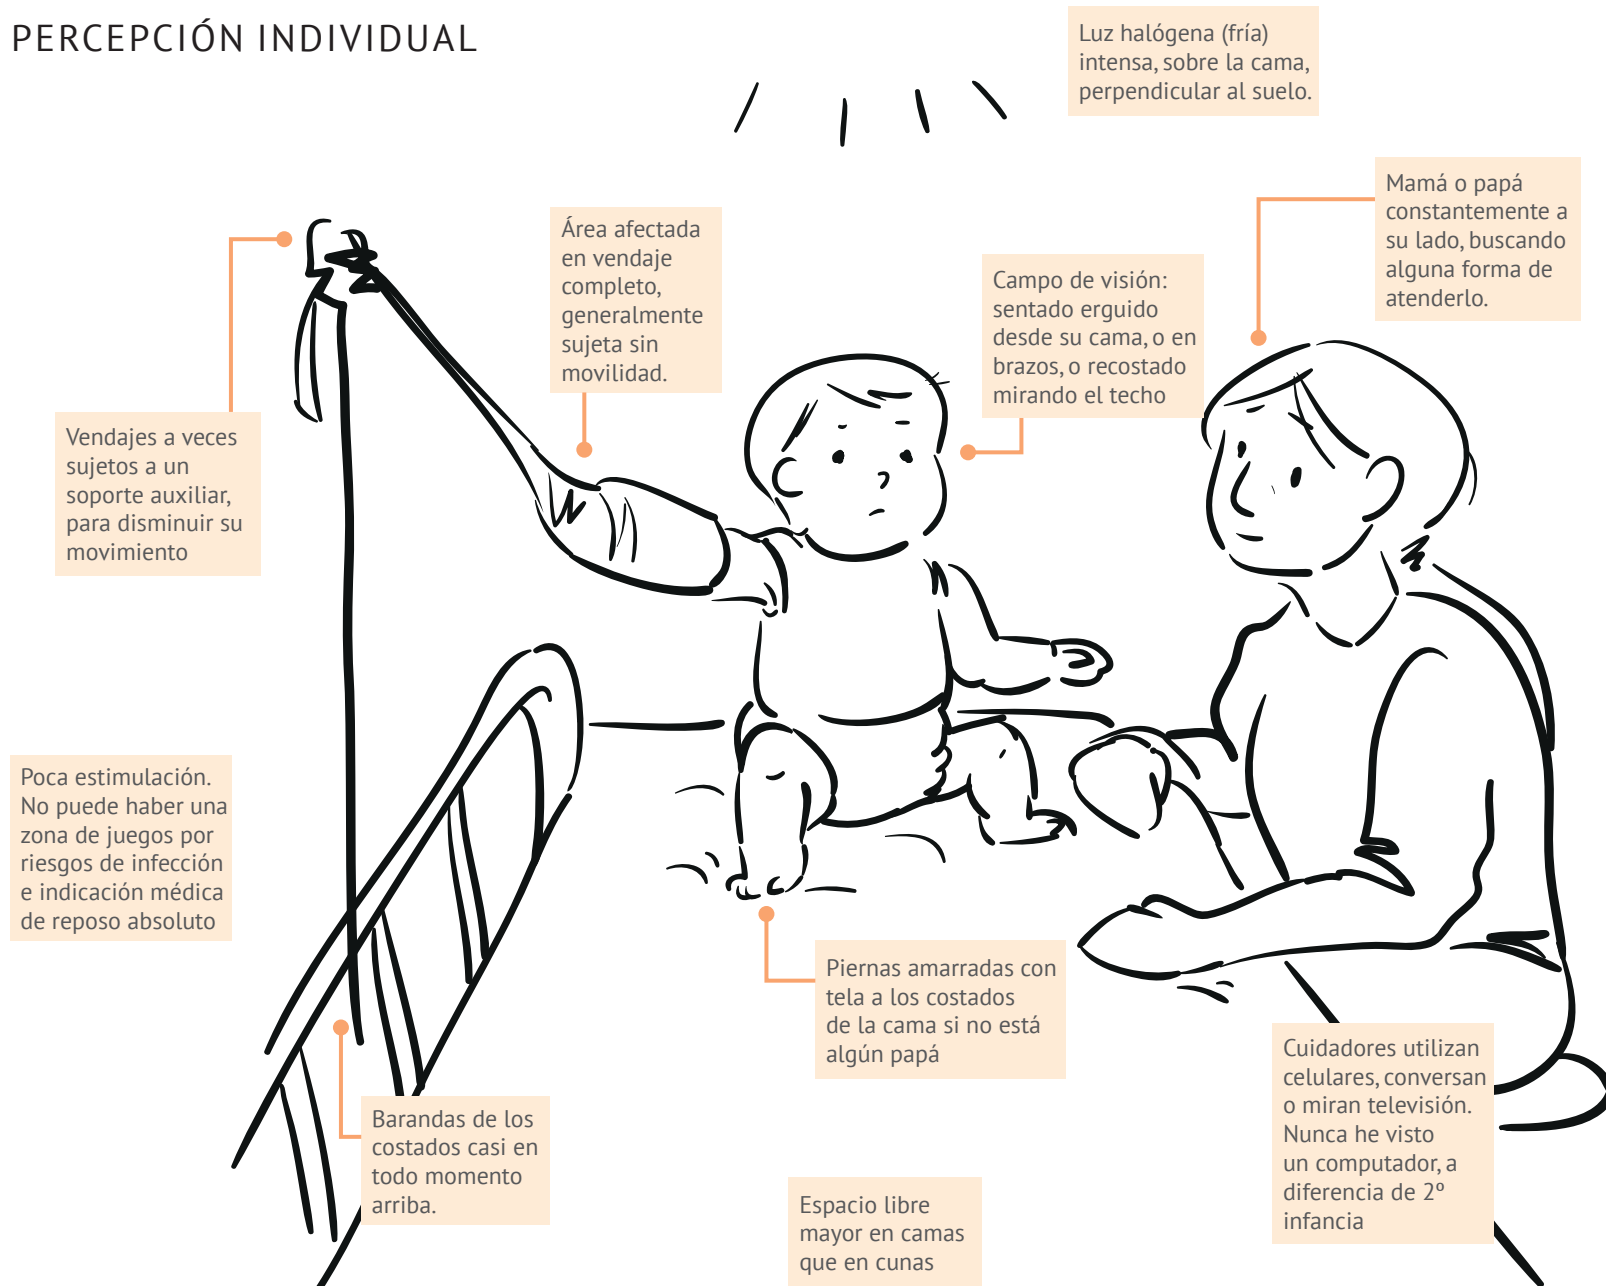 PERCEPCIÓN INDIVIDUAL
Luz halógena (fría)
intensa, sobre la cama,
perpendicular al suelo.
Mamá o papá
constantemente a
su lado, buscando
alguna forma de
atenderlo.
Área afectada
en vendaje
completo,
generalmente
sujeta sin
movilidad.
Campo de visión:
sentado erguido
desde su cama, o en
brazos, o recostado
mirando el techo
Vendajes a veces
sujetos a un
soporte auxiliar,
para disminuir su
movimiento
Poca estimulación.
No puede haber una
zona de juegos por
riesgos de infección
e indicación médica
de reposo absoluto
Piernas amarradas con
tela a los costados
de la cama si no está
algún papá
Cuidadores utilizan
celulares, conversan
o miran televisión.
Nunca he visto
un computador, a
diferencia de 2º
infancia
Barandas de los
costados casi en
todo momento
arriba.
Espacio libre
mayor en camas
que en cunas